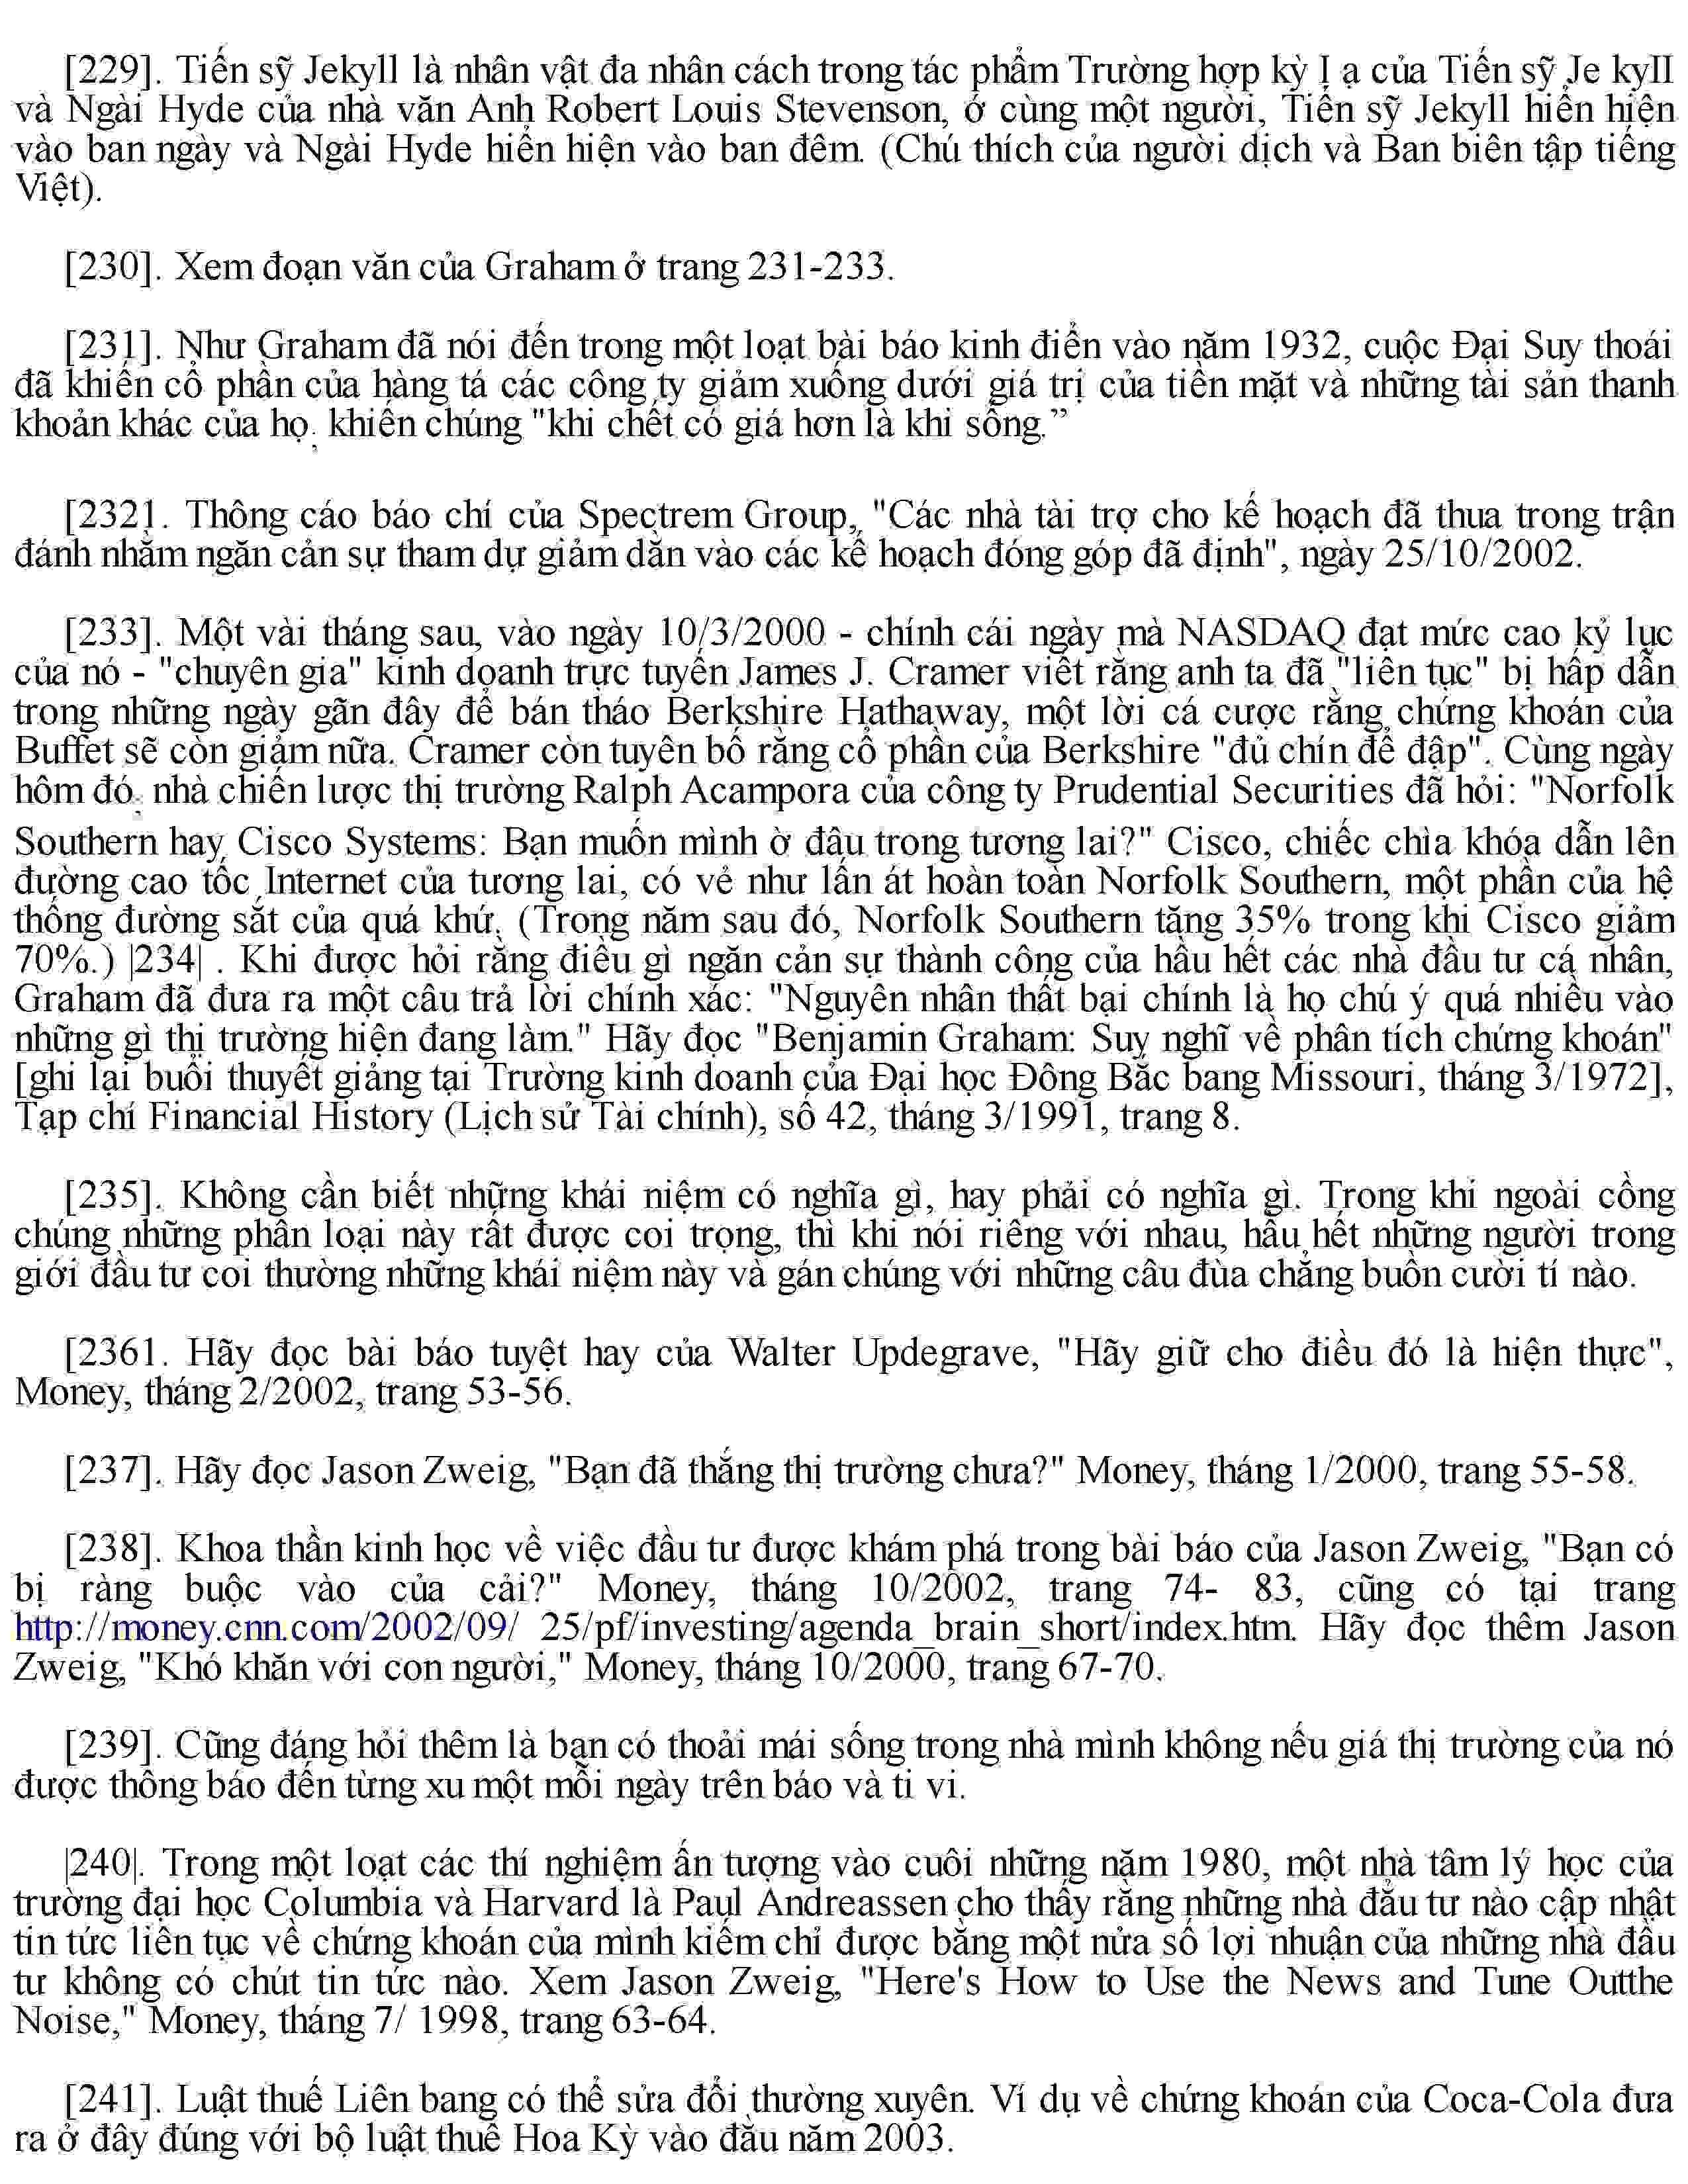 [229]. Tiến sỹ Jekyll là nhân vật đa nhân cách trong tác phẩm Trường hợp kỳ Ị ạ của Tiến sỹ Je kyII
và Ngài Hyde của nhà văn Anh Robert Louis Stevenson, ở cùng một người, Tiến sỹ Jekyll hiển hiện
vào ban ngày và Ngài Hyde hiển hiện vào ban đêm. (Chú thích của người dịch và Ban biên tập tiếng
Việt).
[230]. Xem đoạn văn của Graham ở trang 231-233.
[231]. Như Graham đã nói đến trong một loạt bài báo kinh điển vào năm 1932, cuộc Đại Suy thoái
đã khiến cổ phần của hàng tá các công ty giảm xuống dưới giá trị của tiền mặt và những tài sản thanh
khoản khác của họ, khiến chúng "khi chết có giá hơn là khi sống.”
[2321. Thông cáo báo chí của Spectrem Group, "Các nhà tài trợ cho kế hoạch đã thua trong trận
đánh nhằm ngăn cản sự tham dự giảm dần vào các kế hoạch đóng góp đã định", ngày 25/10/2002.
[233]. Một vài tháng sau, vào ngày 10/3/2000 - chính cái ngày mà NASDAQ đạt mức cao kỷ lục
của nó - "chuyên gia" kinh doanh trực tuyến James J. Cramer viết rằng anh ta đã "liên tục" bị hấp dẫn
trong những ngày gần đây để bán tháo Berkshire Hathaway, một lời cá cược rằng chứng khoán của
Buffet sẽ còn giảm nữa. Cramer còn tuyên bố rằng cổ phần của Berkshire "đủ chín để đập". Cùng ngày
hôm đó, nhà chiến lược thị trường Ralph Acampora của công ty Prudential Securities đã hỏi: "Norfolk
Southern hay Cisco Systems: Bạn muốn mình ở đâu trong tương lai?" Cisco, chiếc chìa khóa dẫn lên
đường cao tốc Internet của tương lai, có vẻ như lấn át hoàn toàn Norfolk Southern, một phần của hệ
thống đường sắt của quá khứ. (Trong năm sau đó, Norfolk Southern tăng 35% trong khi Cisco giảm
70%.) |234| . Khi được hỏi rằng điều gì ngăn cản sự thành công của hầu hết các nhà đầu tư cá nhân,
Graham đã đưa ra một câu trả lời chính xác: "Nguyên nhân thất bại chính là họ chú ý quá nhiều vào
những gì thị trường hiện đang làm." Hãy đọc "Benjamin Graham: Suy nghĩ về phân tích chứng khoán"
[ghi lại buổi thuyết giảng tại Trường kinh doanh của Đại học Đông Bắc bang Missouri, tháng 3/1972],
Tạp chí Financial History (Lịch sử Tài chính), số 42, tháng 3/1991, trang 8.
[235]. Không cần biết những khái niệm có nghĩa gì, hay phải có nghĩa gì. Trong khi ngoài cồng
chúng những phân loại này rất được coi trọng, thì khi nói riêng với nhau, hầu hết những người trong
giới đầu tư coi thường những khái niệm này và gán chúng với những câu đùa chẳng buồn cười tí nào.
[2361. Hãy đọc bài báo tuyệt hay của Walter Updegrave, "Hãy giữ cho điều đó là hiện thực",
Money, tháng 2/2002, trang 53-56.
[237]. Hãy đọc Jason Zweig, "Bạn đã thắng thị trường chưa?" Money, tháng 1/2000, trang 55-58.
[238]. Khoa thần kinh học về việc đầu tư được khám phá trong bài báo của Jason Zweig, "Bạn có
bị ràng buộc vào của cải?" Money, tháng 10/2002, trang 74- 83, cũng có tại trang
http://money.cnn.com/2002/09/ 25/pf/investing/agenda_brain_short/index.htm. Hãy đọc thêm Jason
Zweig, "Khó khăn với con người," Money, tháng 10/2000, trang 67-70.
[239]. Cũng đáng hỏi thêm là bạn có thoải mái sống trong nhà mình không nếu giá thị trường của nó
được thông báo đến từng xu một mỗi ngày trên báo và ti vi.
|240|. Trong một loạt các thí nghiệm ấn tượng vào cuôi những năm 1980, một nhà tâm lý học của
trường đại học Columbia và Harvard là Paul Andreassen cho thấy rằng những nhà đầu tư nào cập nhật
tin tức liên tục về chứng khoán của mình kiếm chỉ được bằng một nửa số lợi nhuận của những nhà đầu
tư không có chút tin tức nào. Xem Jason Zweig, "Here's How to Use the News and Tune Outthe
Noise," Money, tháng 7/ 1998, trang 63-64.
[241]. Luật thuế Liên bang có thể sửa đổi thường xuyên. Ví dụ về chứng khoán của Coca-Cola đưa
ra ở đây đúng với bộ luật thuế Hoa Kỳ vào đầu năm 2003.